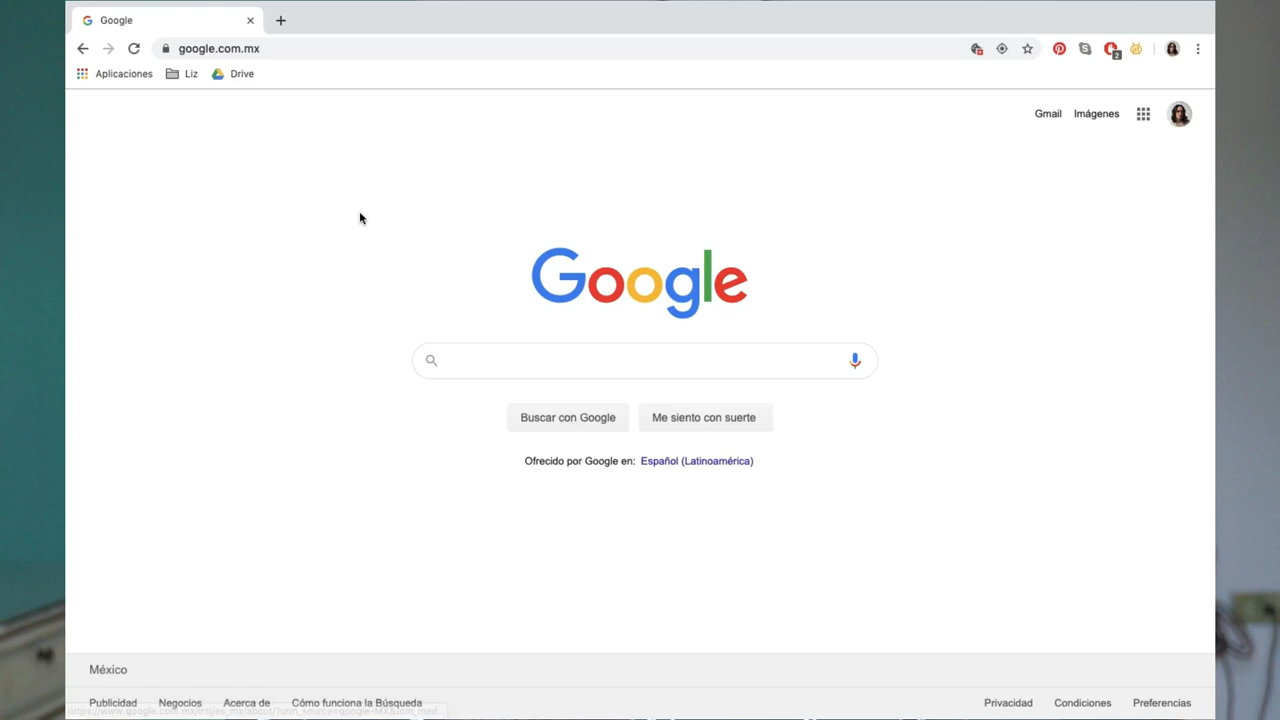 Google
google.com.mx
2
Aplicaciones Liz Drive
Gmail Imágenes
Google
Buscar con Google Me siento con suerte
Ofrecido por Google en: Español (Latinoamérica)
México
Publicidad Negocios Acerca de Cómo funciona la Búsqueda Privacidad Condiciones Preferencias